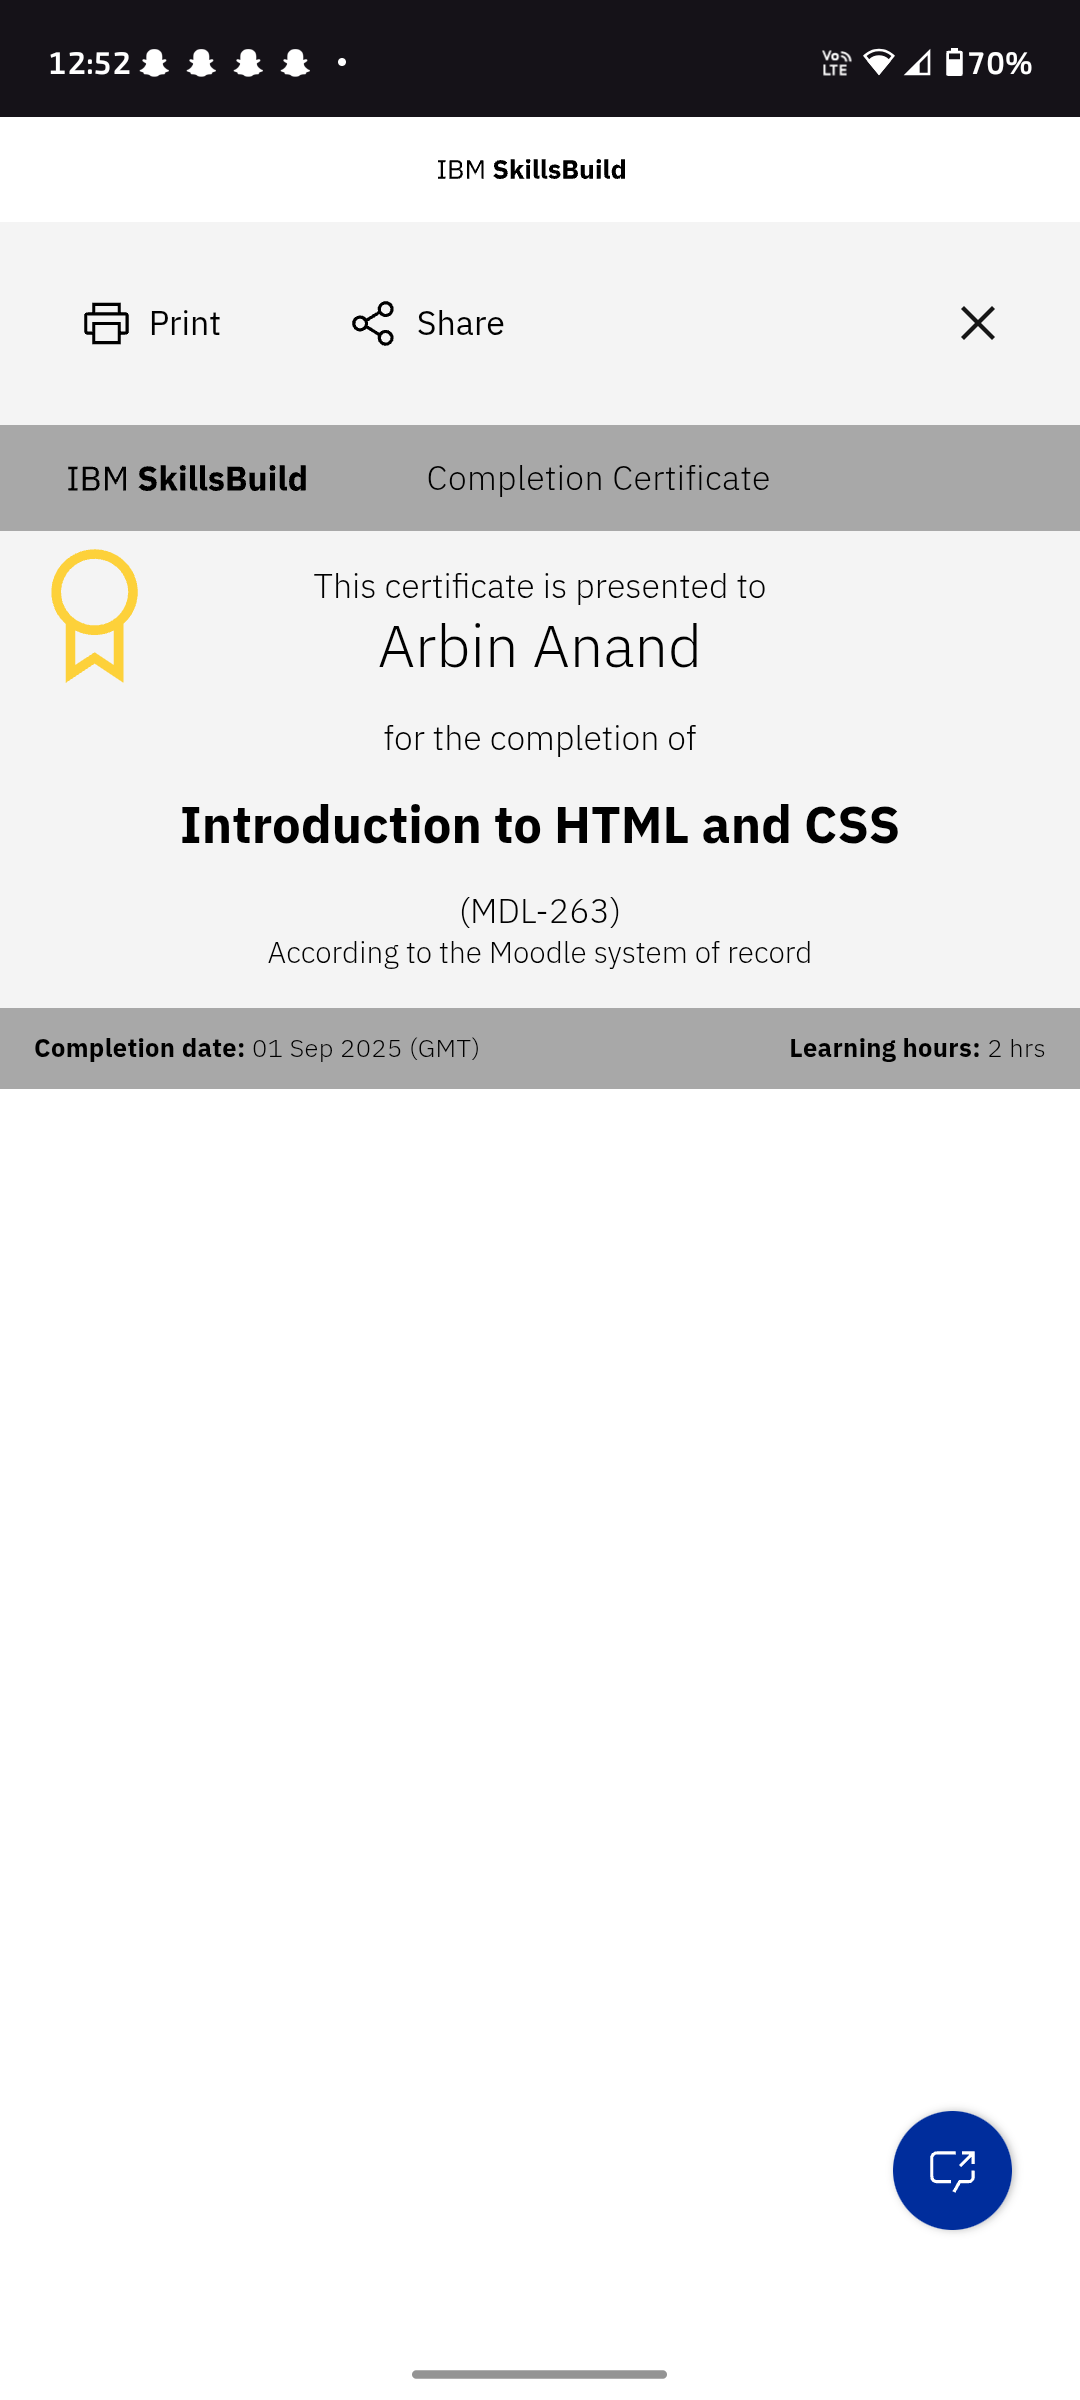 12:52
Vo LTE
70%
IBM SkillsBuild
Print
Share
IBM SkillsBuild
Completion Certificate
This certificate is presented to
Arbin Anand
for the completion of
Introduction to HTML and CSS
(MDL-263)
According to the Moodle system of record
Completion date: 01 Sep 2025 (GMT)
Learning hours: 2 hrs